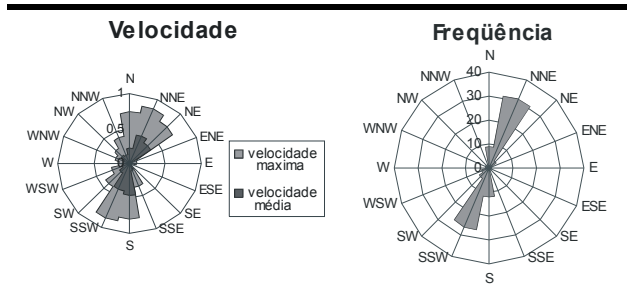 Velocidade
N
NNW
NNE
NW
NE
WNW
ENE
W
E
WSW
ESE
SW
SE
SSW
SSE
S
1
0.5
0
velocidade
maxima
velocidade
média
Freqüência
N
NNW
NNE
NW
NE
WNW
ENE
W
E
WSW
ESE
SW
SE
SSW
SSE
S
40
30
20
10
0